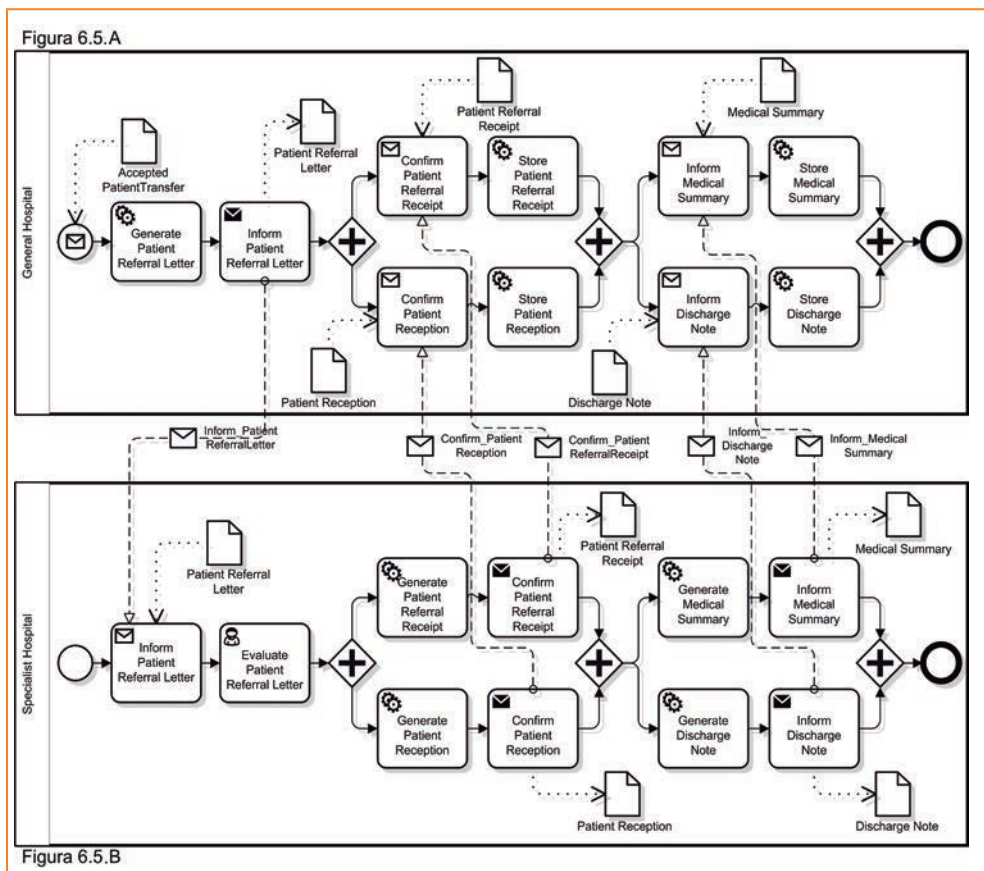 Figura 6.5.A
General Hospital
Accepted
PatientTransfer
Generate
Patient
Referral Letter
Patient Referral
Letter
Inform
Patient
Referral Letter
Patient Referral
Receipt
Confirm
Patient
Referral
Receipt
Store
Patient
Referral
Receipt
Confirm
Patient
Reception
Store
Patient
Reception
Patient Reception
Medical Summary
Inform
Medical
Summary
Store
Medical
Summary
Inform
Discharge
Note
Store
Discharge
Note
Discharge Note
Inform_Patient
ReferralLetter
Confirm_Patient
Reception
Confirm_Patient
ReferralReceipt
Inform_
Discharge
Note
Inform_Medical
Summary
Specialist Hospital
Patient Referral
Letter
Inform
Patient
Referral Letter
Evaluate
Patient
Referral Letter
Generate
Patient
Referral
Receipt
Confirm
Patient
Referral
Receipt
Patient Referral
Receipt
Generate
Patient
Reception
Confirm
Patient
Reception
Patient Reception
Generate
Medical
Summary
Inform
Medical
Summary
Medical Summary
Generate
Discharge
Note
Inform
Discharge
Note
Discharge Note
Figura 6.5.B